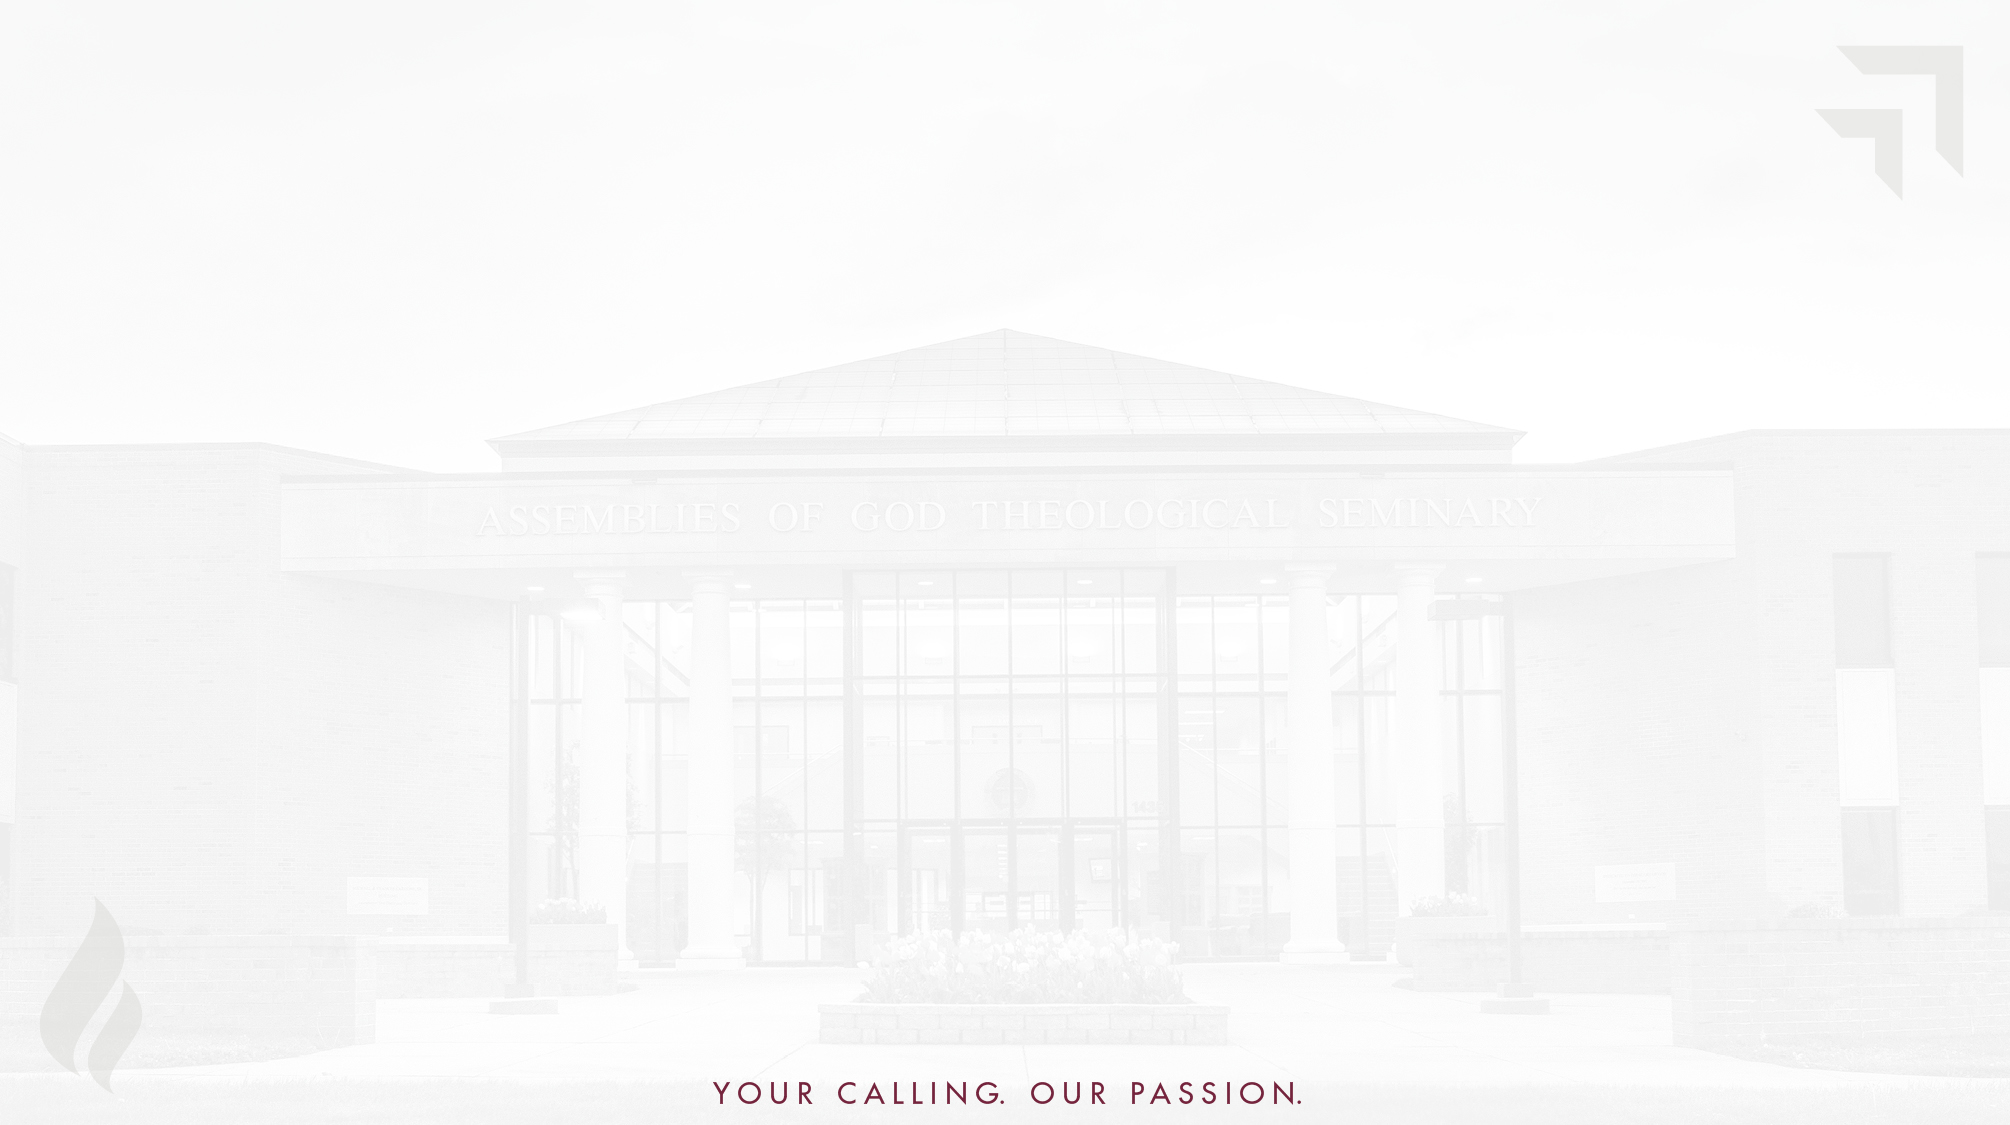 ASSEMBLIES OF GOD THEOLOGICAL SEMINARY
YOUR CALLING. OUR PASSION.